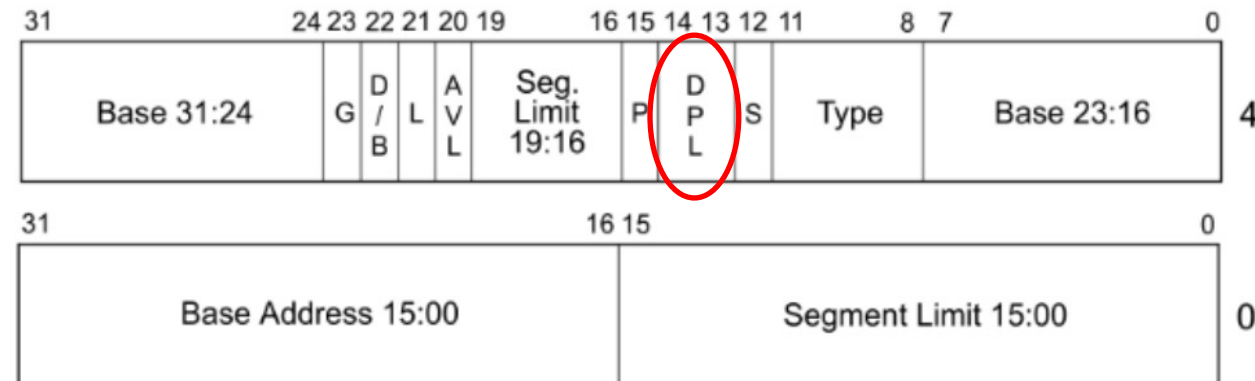 31 24 23 22 21 20 19 16 15 14 13 12 11 8 7 0
Base 31:24 G D/B L AVL Seg. Limit 19:16 P DPL S Type Base 23:16 4
31 16 15 0
Base Address 15:00 Segment Limit 15:00 0